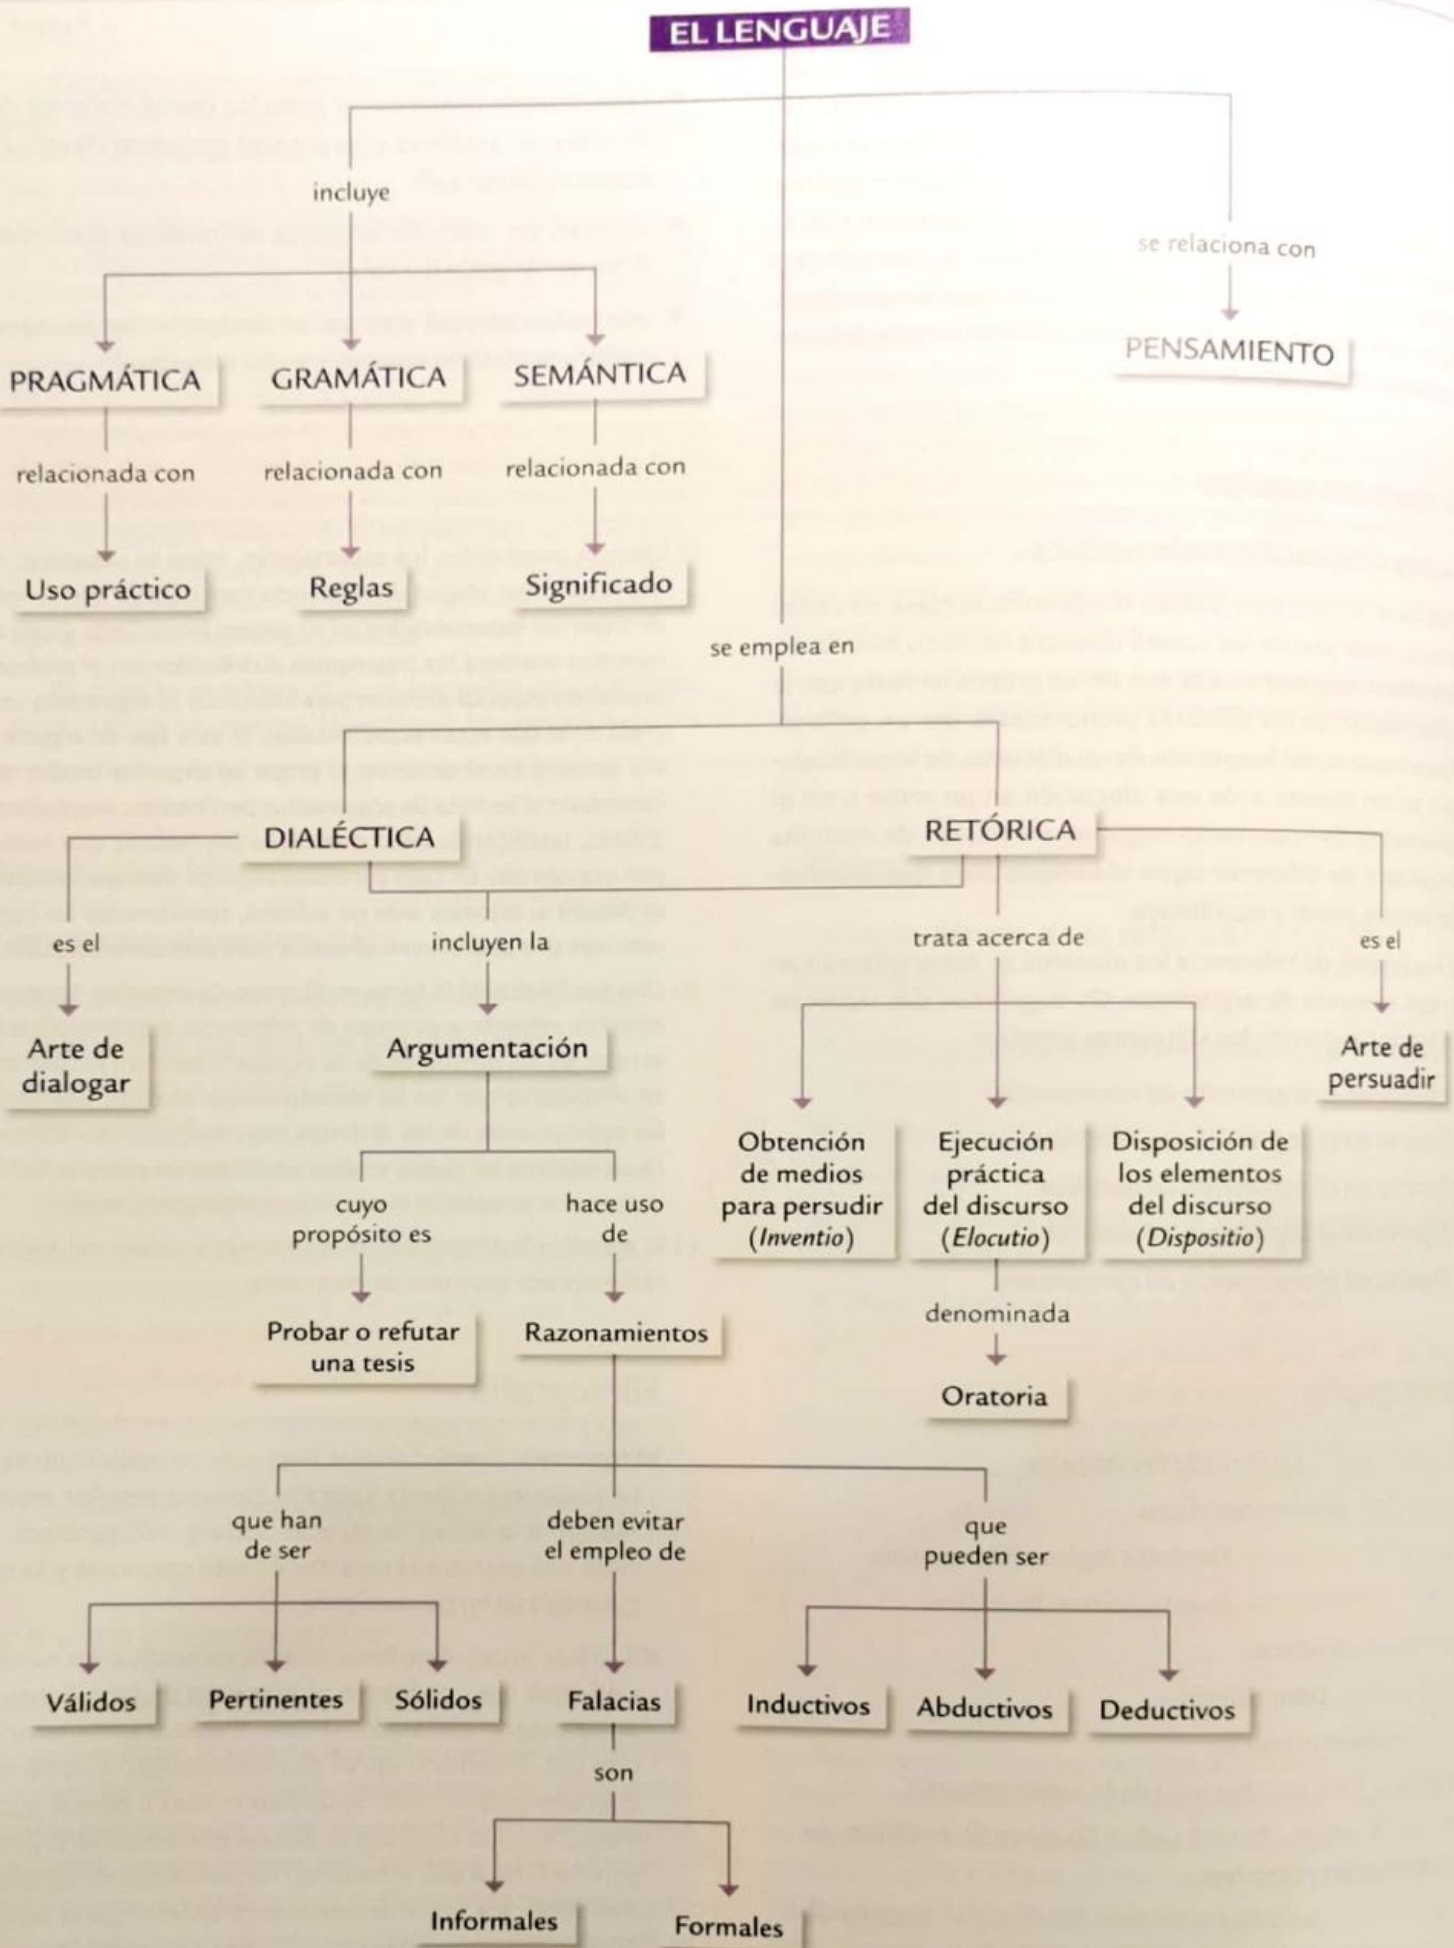 EL LENGUAJE
incluye
se relaciona con
PENSAMIENTO
PRAGMÁTICA
GRAMÁTICA
SEMÁNTICA
relacionada con
relacionada con
relacionada con
Uso práctico
Reglas
Significado
se emplea en
DIALÉCTICA
RETÓRICA
es el
incluyen la
trata acerca de
es el
Arte de
dialogar
Argumentación
Arte de
persuadir
Obtención
de medios
para persudir
(Inventio)
Ejecución
práctica
del discurso
(Elocutio)
Disposición de
los elementos
del discurso
(Dispositio)
cuyo
propósito es
hace uso
de
denominada
Probar o refutar
una tesis
Razonamientos
Oratoria
que han
de ser
deben evitar
el empleo de
que
pueden ser
Válidos
Pertinentes
Sólidos
Falacias
Inductivos
Abductivos
Deductivos
son
Informales
Formales